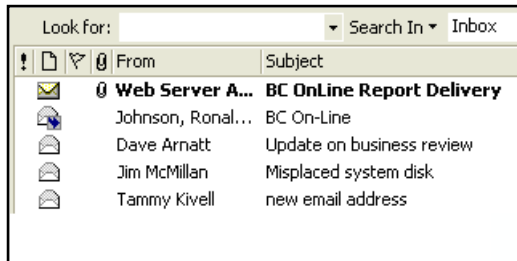 Look for: Search In Inbox
! From Subject
Web Server A... BC OnLine Report Delivery
Johnson, Ronal... BC On-Line
Dave Arnatt Update on business review
Jim McMillan Misplaced system disk
Tammy Kivell new email address